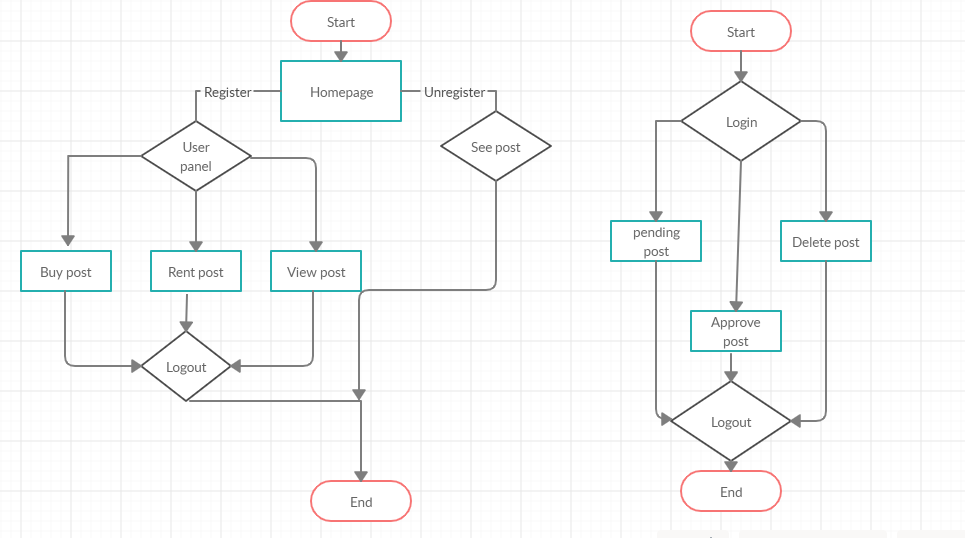 Start
Homepage
Register
Unregister
User
panel
See post
Buy post
Rent post
View post
Logout
End
Start
Login
pending
post
Delete post
Approve
post
Logout
End